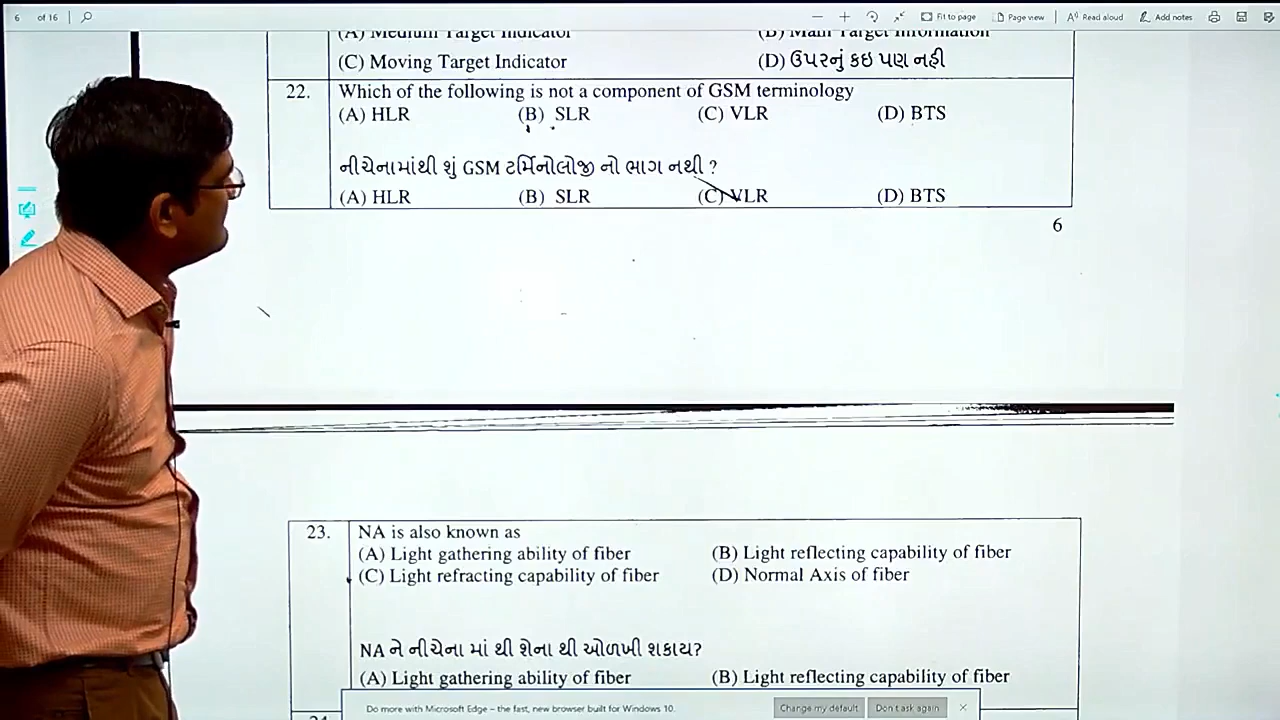 6 of 16 Fit to page Page view Read aloud Add notes
(A) Medium Target Indicator (B) Main Target Information
(C) Moving Target Indicator (D) ઉપરનું કઇ પણ નહી
22. Which of the following is not a component of GSM terminology
(A) HLR (B) SLR (C) VLR (D) BTS
નીચેનામાંથી શું GSM ટર્મિનોલોજી નો ભાગ નથી ?
(A) HLR (B) SLR (C) VLR (D) BTS
6
23. NA is also known as
(A) Light gathering ability of fiber (B) Light reflecting capability of fiber
(C) Light refracting capability of fiber (D) Normal Axis of fiber
NA ને નીચેના માં થી શેના થી ઓળખી શકાય?
(A) Light gathering ability of fiber (B) Light reflecting capability of fiber
Do more with Microsoft Edge – the fast, new browser built for Windows 10. Change my default Don't ask again